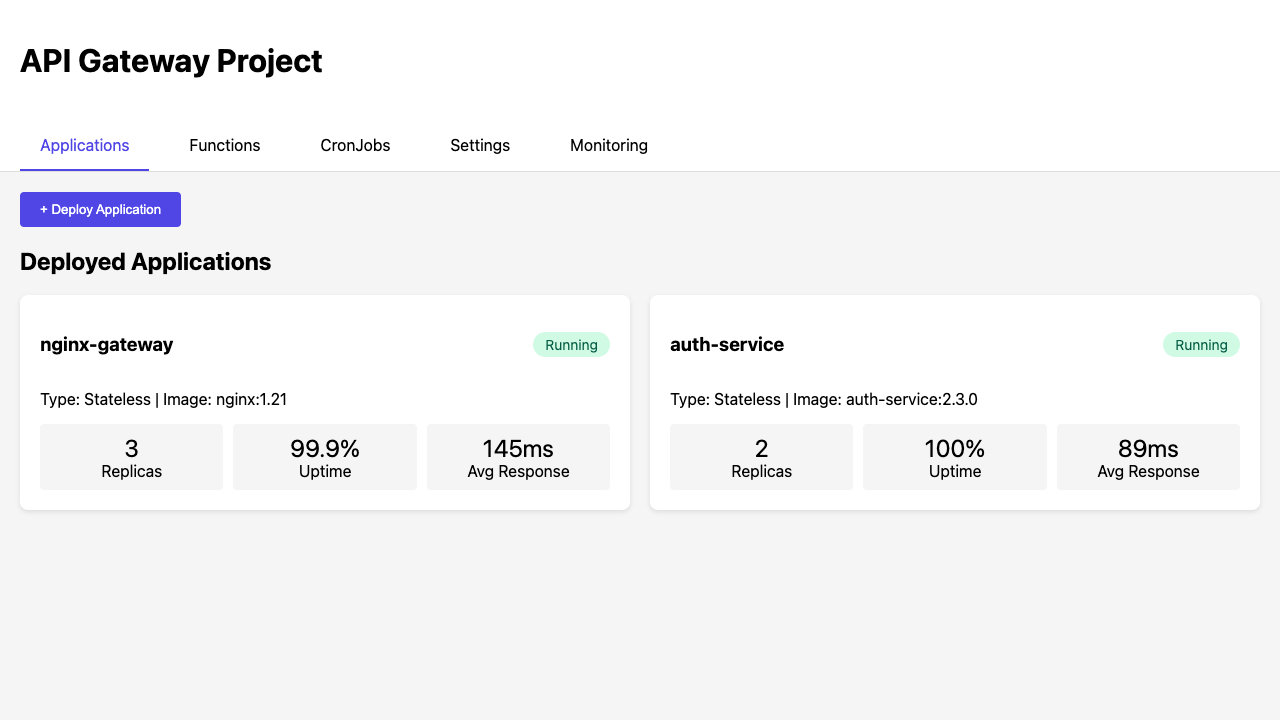 API Gateway Project
Applications Functions CronJobs Settings Monitoring
+ Deploy Application
Deployed Applications
nginx-gateway Running
Type: Stateless | Image: nginx:1.21
3 99.9% 145ms
Replicas Uptime Avg Response
auth-service Running
Type: Stateless | Image: auth-service:2.3.0
2 100% 89ms
Replicas Uptime Avg Response